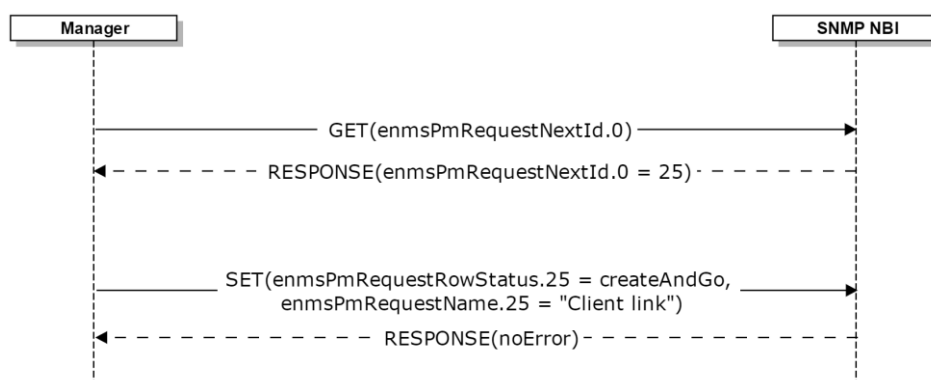 Manager
SNMP NBI
GET(enmsPmRequestNextId.0)
RESPONSE(enmsPmRequestNextId.0 = 25)
SET(enmsPmRequestRowStatus.25 = createAndGo,
enmsPmRequestName.25 = "Client link")
RESPONSE(noError)